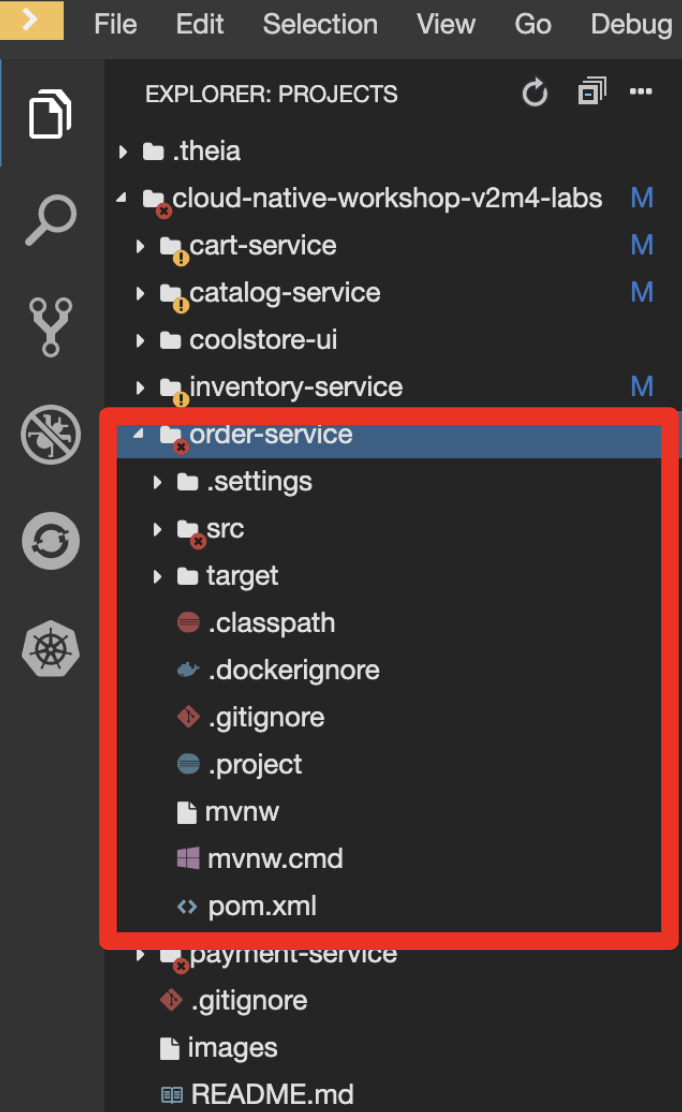 File Edit Selection View Go Debug
EXPLORER: PROJECTS
.theia
cloud-native-workshop-v2m4-labs M
cart-service M
catalog-service M
coolstore-ui
inventory-service M
order-service
.settings
src
target
.classpath
.dockerignore
.gitignore
.project
mvnw
mvnw.cmd
pom.xml
payment-service
.gitignore
images
README.md